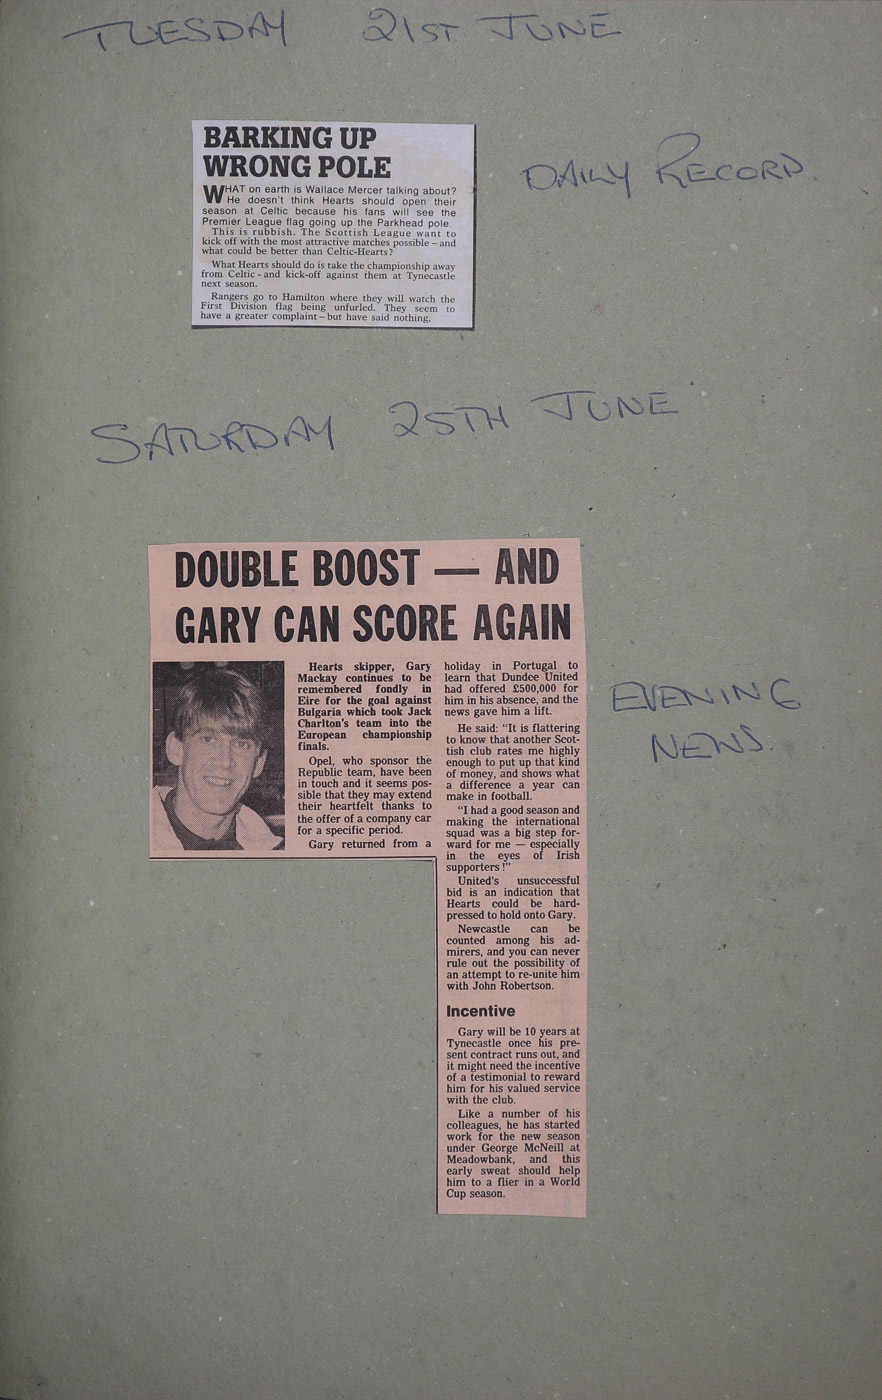 TUESDAY 21ST JUNE
BARKING UP
WRONG POLE
DAILY RECORD.
WHAT on earth is Wallace Mercer talking about?
He doesn't think Hearts should open their
season at Celtic because his fans will see the
Premier League flag going up the Parkhead pole.
This is rubbish. The Scottish League want to
kick off with the most attractive matches possible – and
what could be better than Celtic-Hearts?
What Hearts should do is take the championship away
from Celtic - and kick-off against them at Tynecastle
next season.
Rangers go to Hamilton where they will watch the
First Division flag being unfurled. They seem to
have a greater complaint – but have said nothing.
SATURDAY 25TH JUNE
DOUBLE BOOST — AND
GARY CAN SCORE AGAIN
EVENING
NEWS.
Hearts skipper, Gary
Mackay continues to be
remembered fondly in
Eire for the goal against
Bulgaria which took Jack
Charlton's team into the
European championship
finals.
Opel, who sponsor the
Republic team, have been
in touch and it seems pos-
sible that they may extend
their heartfelt thanks to
the offer of a company car
for a specific period.
Gary returned from a
holiday in Portugal to
learn that Dundee United
had offered £500,000 for
him in his absence, and the
news gave him a lift.
He said: "It is flattering
to know that another Scot-
tish club rates me highly
enough to put up that kind
of money, and shows what
a difference a year can
make in football.
"I had a good season and
making the international
squad was a big step for-
ward for me — especially
in the eyes of Irish
supporters!"
United's unsuccessful
bid is an indication that
Hearts could be hard-
pressed to hold onto Gary.
Newcastle can be
counted among his ad-
mirers, and you can never
rule out the possibility of
an attempt to re-unite him
with John Robertson.
Incentive
Gary will be 10 years at
Tynecastle once his pre-
sent contract runs out, and
it might need the incentive
of a testimonial to reward
him for his valued service
with the club.
Like a number of his
colleagues, he has started
work for the new season
under George McNeill at
Meadowbank, and this
early sweat should help
him to a flier in a World
Cup season.